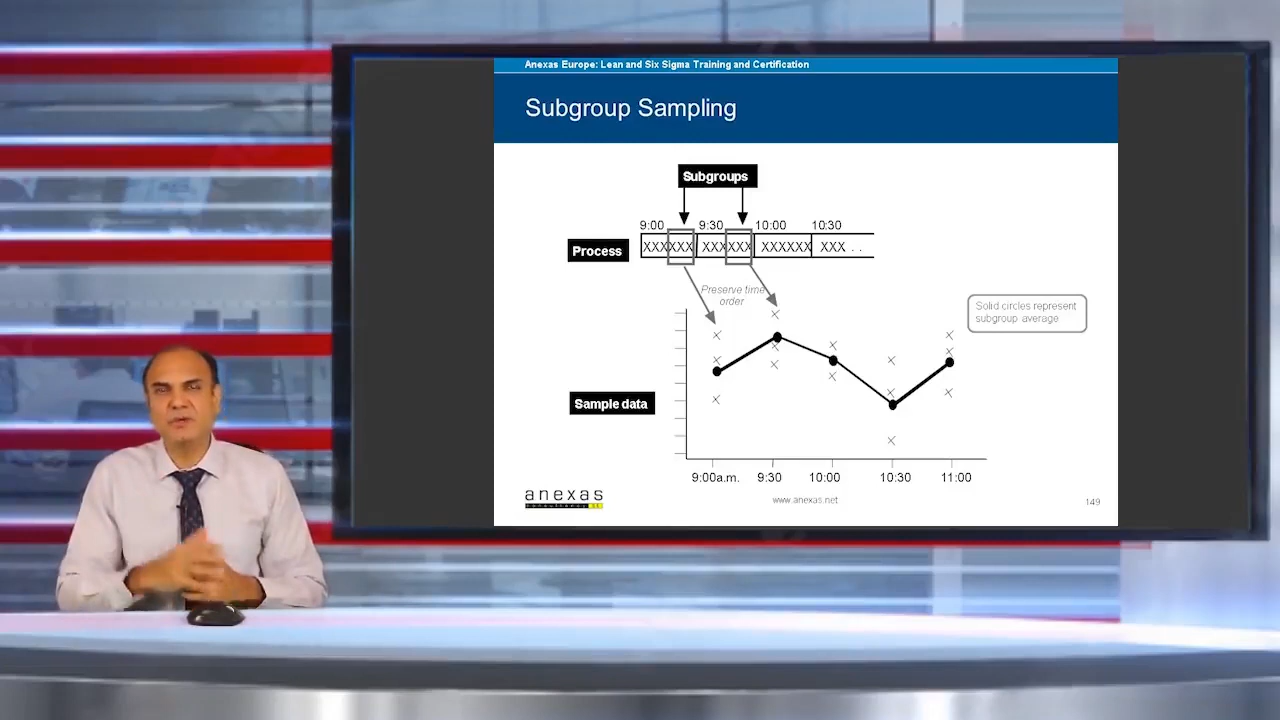 Anexas Europe: Lean and Six Sigma Training and Certification
Subgroup Sampling
Subgroups
9:00 9:30 10:00 10:30
Process
XXXXXX XXXXXX XXXXXX XXX . .
Preserve time
order
Solid circles represent
subgroup average
Sample data
9:00a.m. 9:30 10:00 10:30 11:00
anexas
www.anexas.net
149